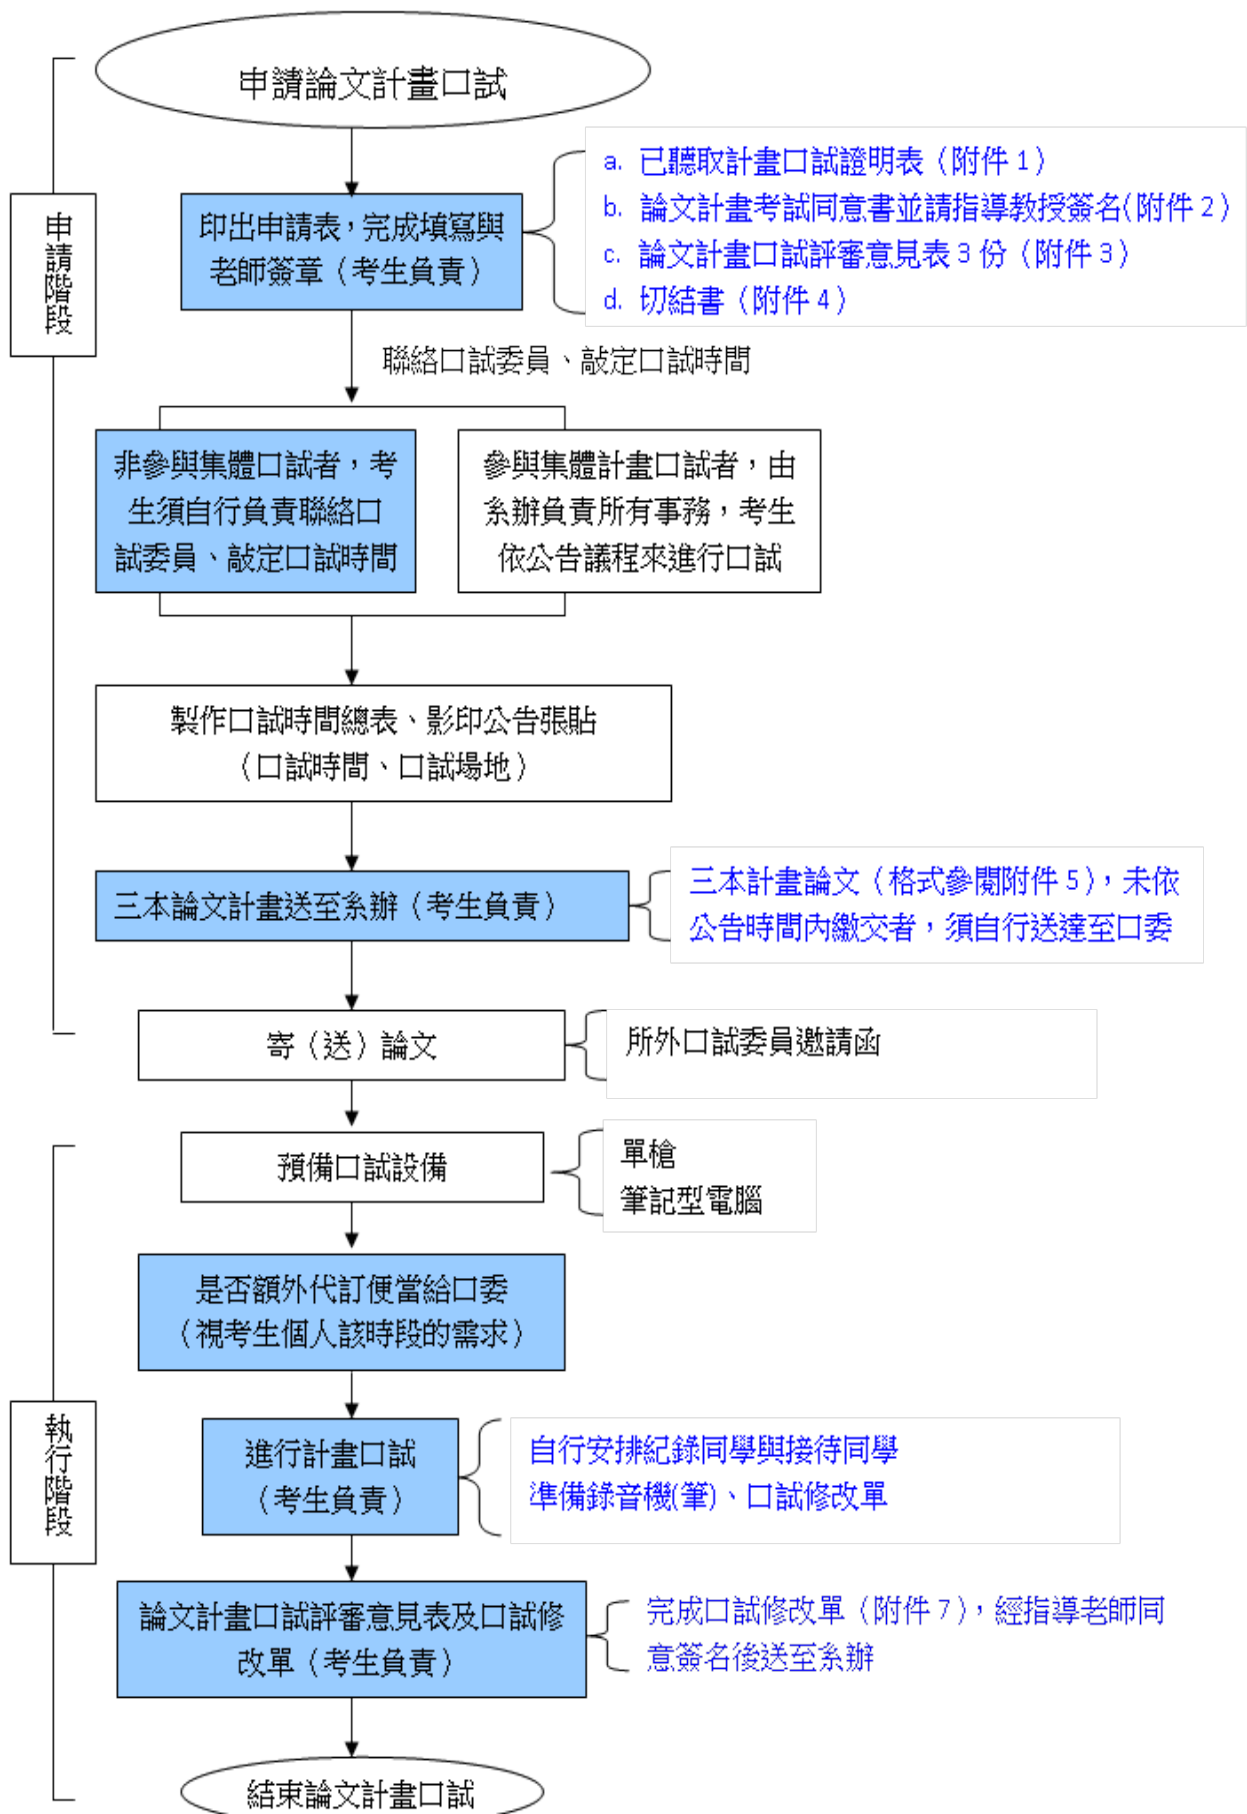 申請論文計畫口試
申請階段
印出申請表，完成填寫與
老師簽章（考生負責）
a. 已聽取計畫口試證明表（附件 1）
b. 論文計畫考試同意書並請指導教授簽名(附件 2)
c. 論文計畫口試評審意見表 3 份（附件 3）
d. 切結書（附件 4）
聯絡口試委員、敲定口試時間
非參與集體口試者，考
生須自行負責聯絡口
試委員、敲定口試時間
參與集體計畫口試者，由
系辦負責所有事務，考生
依公告議程來進行口試
製作口試時間總表、影印公告張貼
（口試時間、口試場地）
三本論文計畫送至系辦（考生負責）
三本計畫論文（格式參閱附件 5），未依
公告時間內繳交者，須自行送達至口委
寄（送）論文
所外口試委員邀請函
執行階段
預備口試設備
單槍
筆記型電腦
是否額外代訂便當給口委
（視考生個人該時段的需求）
進行計畫口試
（考生負責）
自行安排紀錄同學與接待同學
準備錄音機(筆)、口試修改單
論文計畫口試評審意見表及口試修
改單（考生負責）
完成口試修改單（附件 7），經指導老師同
意簽名後送至系辦
結束論文計畫口試